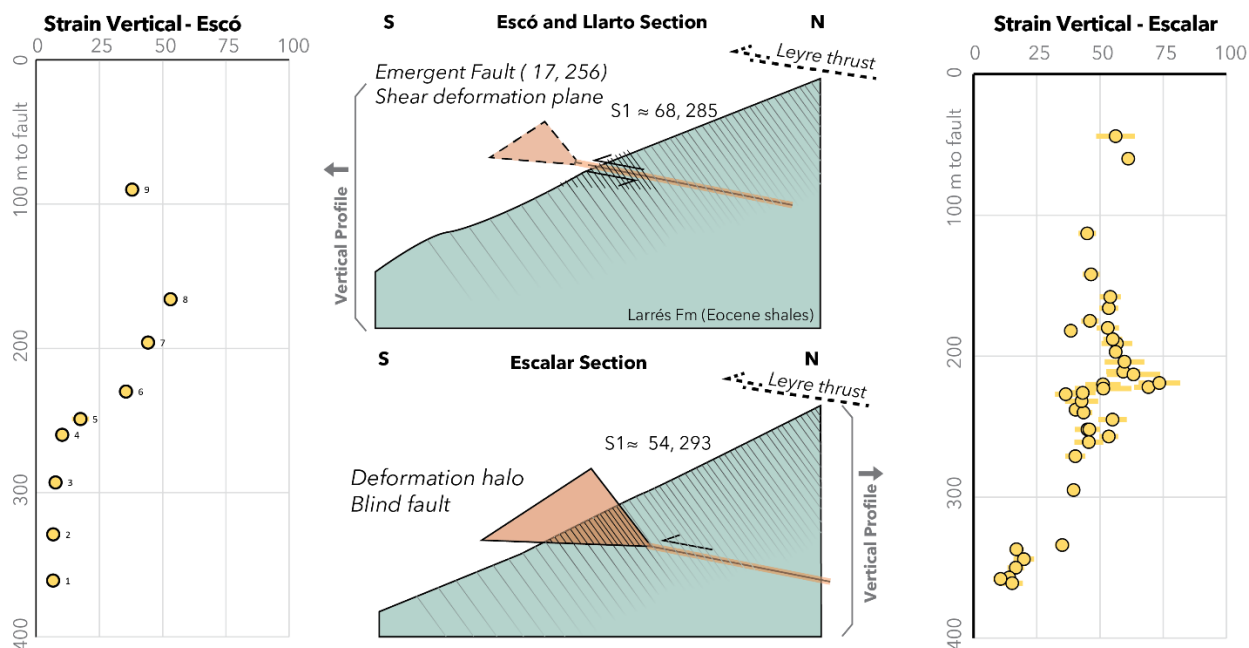 Strain Vertical - Escó
0 25 50 75 100
0
100 m to fault
200
300
400
9
8
7
6
5
4
3
2
1
S
Escó and Llarto Section
N
Leyre thrust
Emergent Fault ( 17, 256)
Shear deformation plane
S1 ≈ 68, 285
Vertical Profile
Larrés Fm (Eocene shales)
S
Escalar Section
N
Leyre thrust
S1≈ 54, 293
Deformation halo
Blind fault
Vertical Profile
Strain Vertical - Escalar
0 25 50 75 100
0
100 m to fault
200
300
400